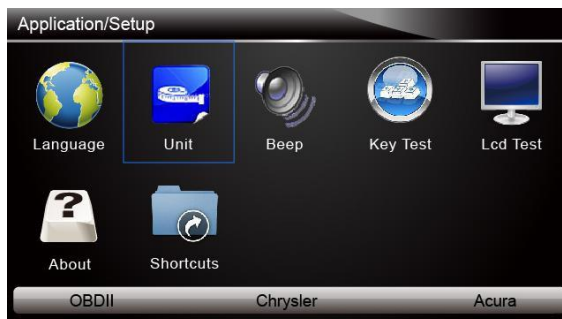 Application/Setup
Language Unit Beep Key Test Lcd Test
About Shortcuts
OBDII Chrysler Acura